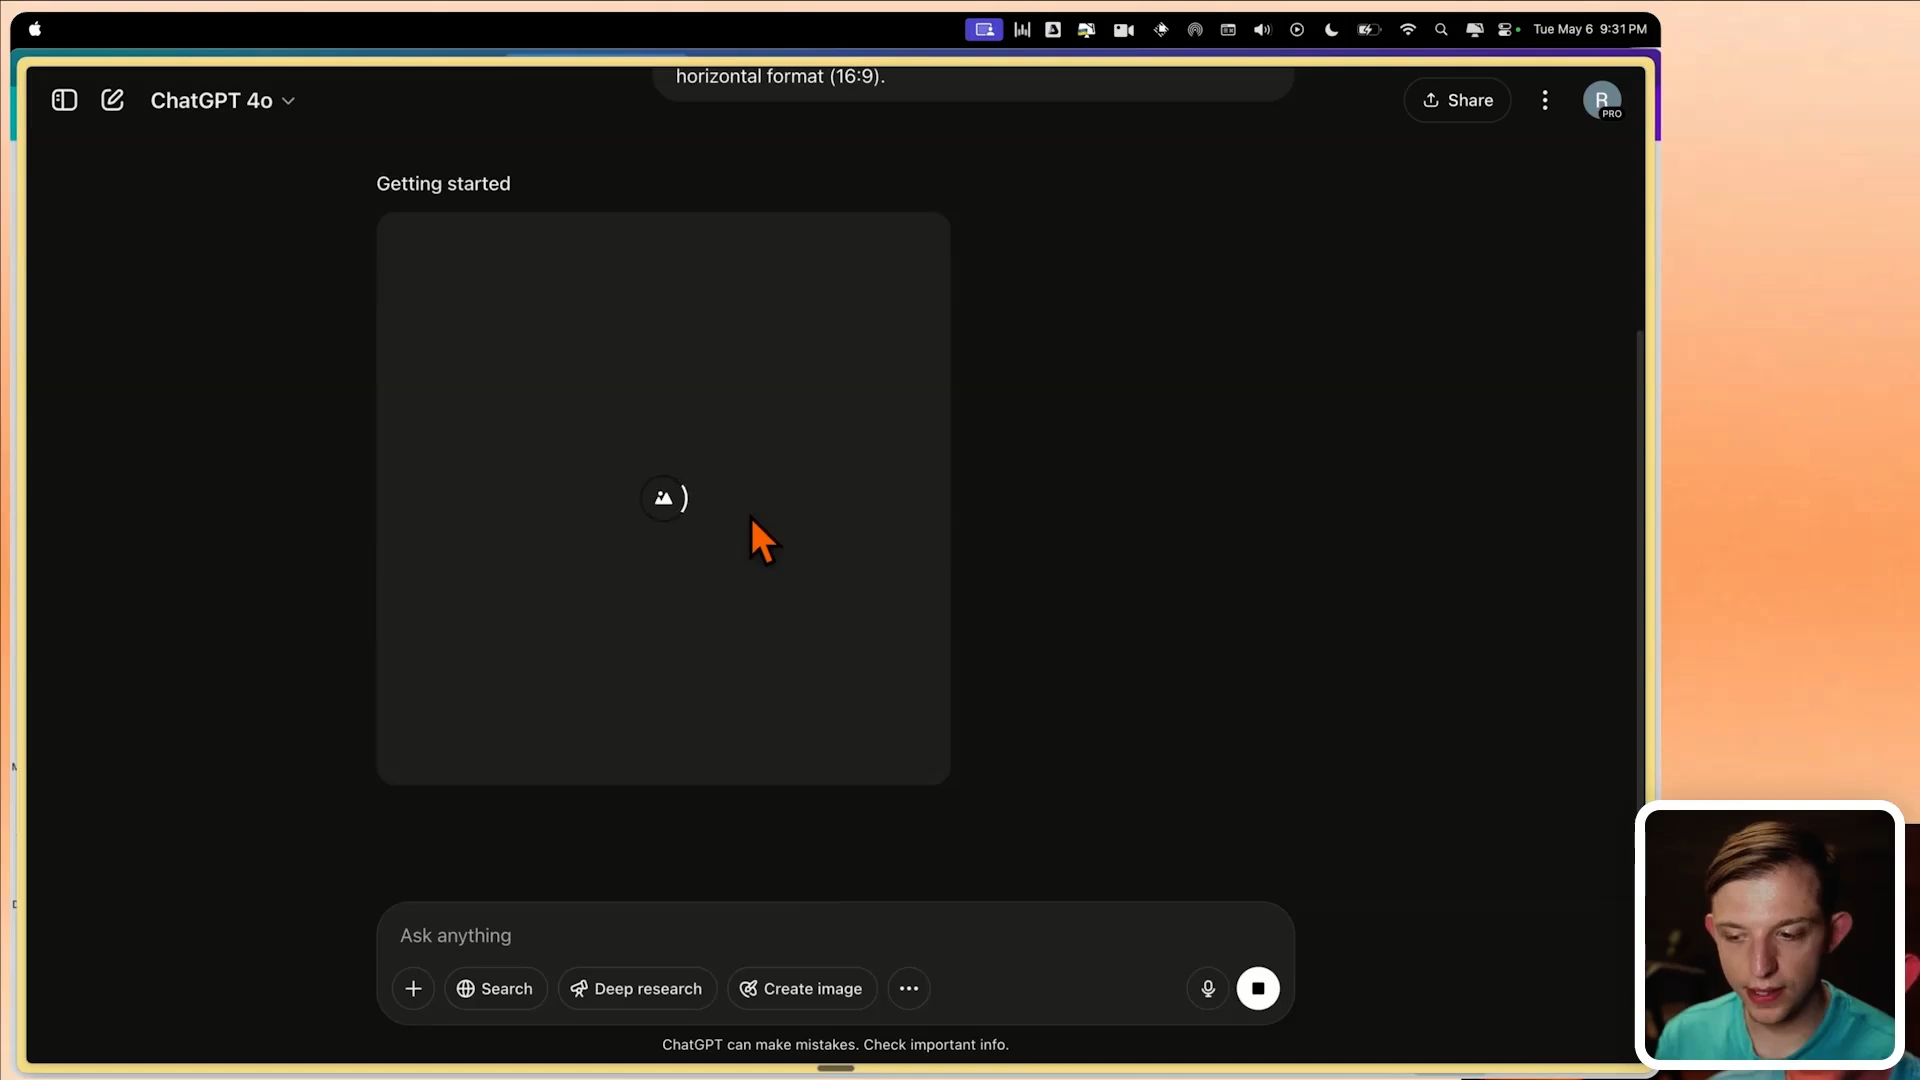 Tue May 6 9:31 PM
horizontal format (16:9).
ChatGPT 4o
Share
R
PRO
Getting started
Ask anything
Search
Deep research
Create image
ChatGPT can make mistakes. Check important info.